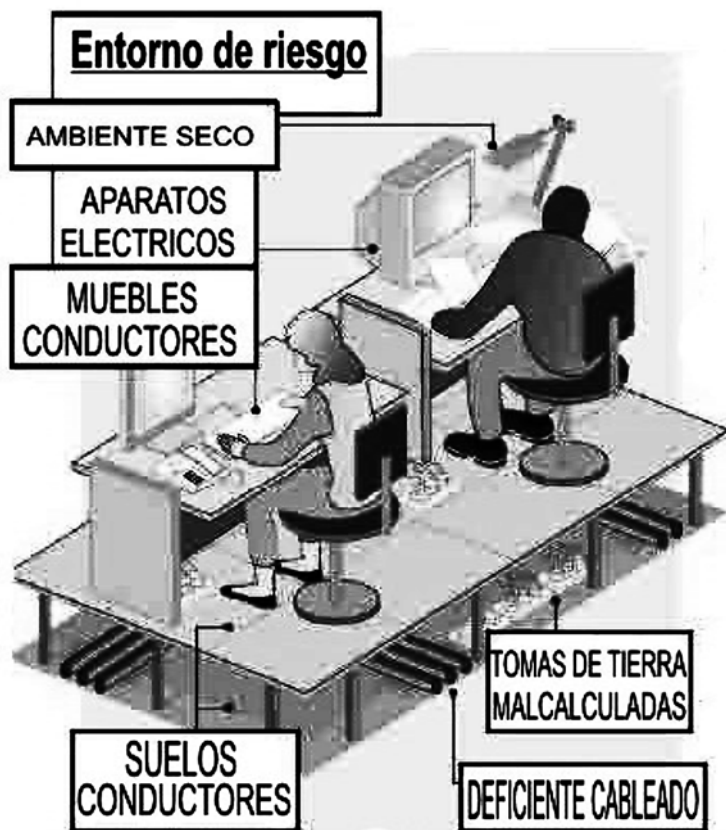 Entorno de riesgo
AMBIENTE SECO
APARATOS
ELECTRICOS
MUEBLES
CONDUCTORES
TOMAS DE TIERRA
MALCALCULADAS
SUELOS
CONDUCTORES
DEFICIENTE CABLEADO